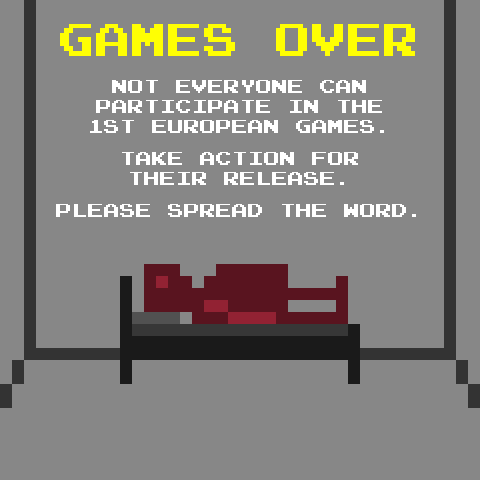 GAMES OVER
NOT EVERYONE CAN
PARTICIPATE IN THE
1ST EUROPEAN GAMES.
TAKE ACTION FOR
THEIR RELEASE.
PLEASE SPREAD THE WORD.